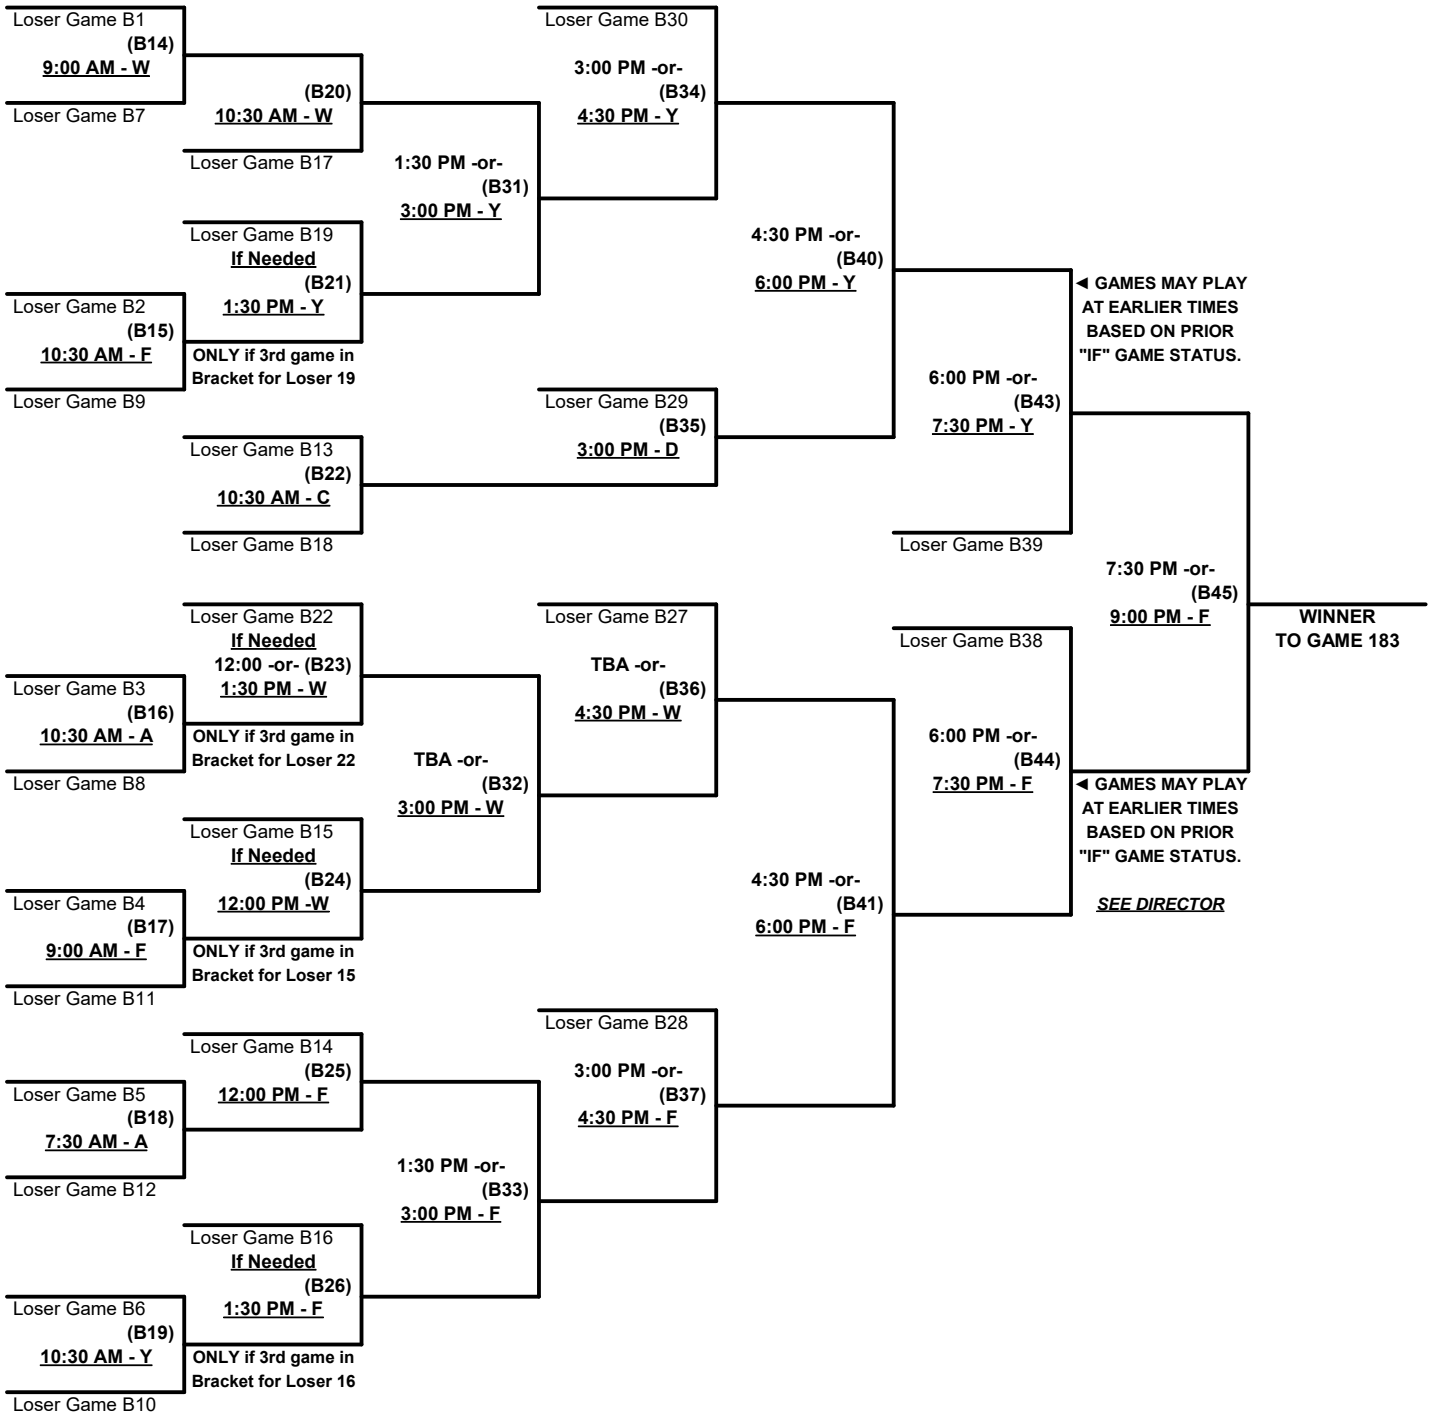 Loser Game B1
(B14)
9:00 AM - W
Loser Game B7
(B20)
10:30 AM - W
Loser Game B17
Loser Game B19
If Needed
(B21)
1:30 PM - Y
ONLY if 3rd game in
Bracket for Loser 19
Loser Game B2
(B15)
10:30 AM - F
Loser Game B9
1:30 PM -or-
(B31)
3:00 PM - Y
Loser Game B30
3:00 PM -or-
(B34)
4:30 PM - Y
Loser Game B13
(B22)
10:30 AM - C
Loser Game B18
Loser Game B29
(B35)
3:00 PM - D
4:30 PM -or-
(B40)
6:00 PM - Y
◄ GAMES MAY PLAY
AT EARLIER TIMES
BASED ON PRIOR
"IF" GAME STATUS.
6:00 PM -or-
(B43)
7:30 PM - Y
Loser Game B39
Loser Game B22
If Needed
12:00 -or- (B23)
1:30 PM - W
ONLY if 3rd game in
Bracket for Loser 22
Loser Game B3
(B16)
10:30 AM - A
Loser Game B8
TBA -or-
(B32)
3:00 PM - W
Loser Game B27
TBA -or-
(B36)
4:30 PM - W
Loser Game B15
If Needed
(B24)
12:00 PM -W
ONLY if 3rd game in
Bracket for Loser 15
Loser Game B4
(B17)
9:00 AM - F
Loser Game B11
Loser Game B38
6:00 PM -or-
(B44)
7:30 PM - F
7:30 PM -or-
(B45)
9:00 PM - F
WINNER
TO GAME 183
◄ GAMES MAY PLAY
AT EARLIER TIMES
BASED ON PRIOR
"IF" GAME STATUS.
SEE DIRECTOR
4:30 PM -or-
(B41)
6:00 PM - F
Loser Game B14
(B25)
12:00 PM - F
Loser Game B5
(B18)
7:30 AM - A
Loser Game B12
Loser Game B28
3:00 PM -or-
(B37)
4:30 PM - F
1:30 PM -or-
(B33)
3:00 PM - F
Loser Game B16
If Needed
(B26)
1:30 PM - F
ONLY if 3rd game in
Bracket for Loser 16
Loser Game B6
(B19)
10:30 AM - Y
Loser Game B10